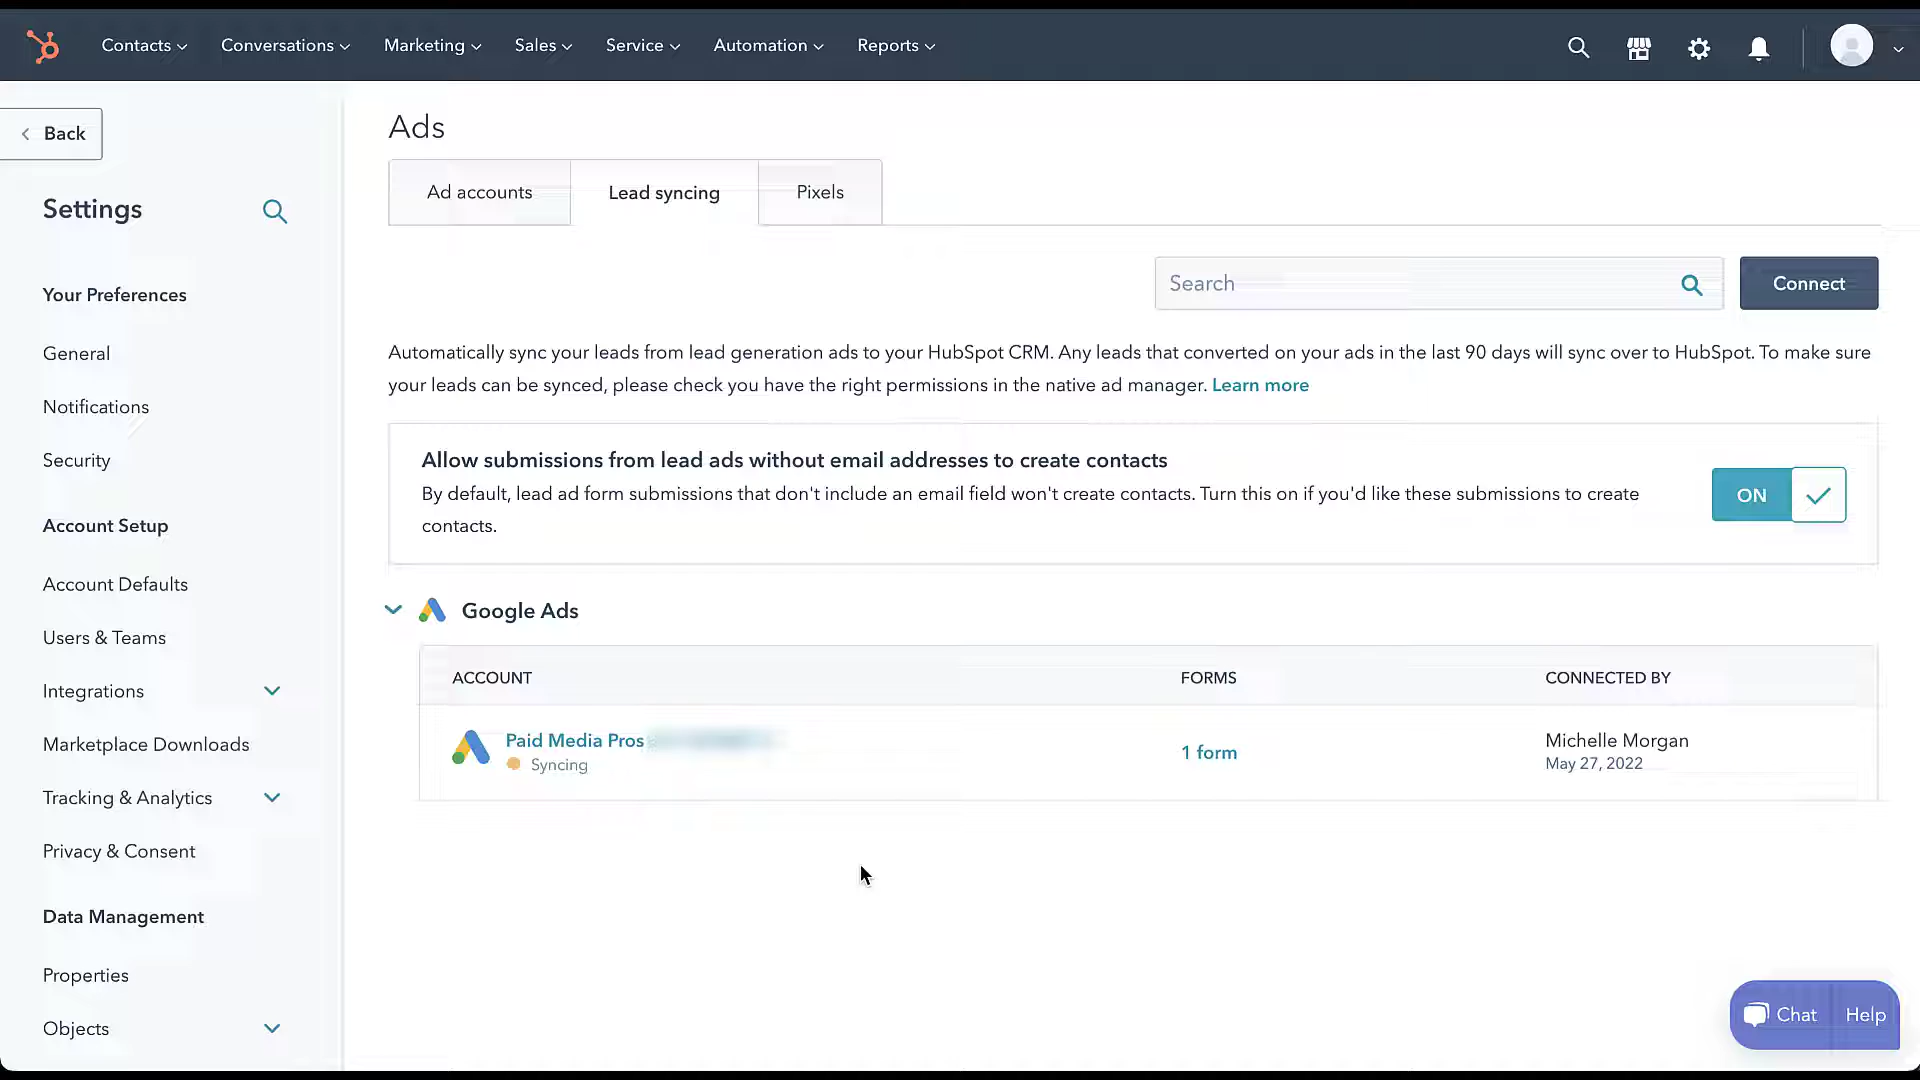 Contacts
Conversations
Marketing
Sales
Service
Automation
Reports
Back
Settings
Your Preferences
General
Notifications
Security
Account Setup
Account Defaults
Users & Teams
Integrations
Marketplace Downloads
Tracking & Analytics
Privacy & Consent
Data Management
Properties
Objects
Ads
Ad accounts
Lead syncing
Pixels
Search
Connect
Automatically sync your leads from lead generation ads to your HubSpot CRM. Any leads that converted on your ads in the last 90 days will sync over to HubSpot. To make sure
your leads can be synced, please check you have the right permissions in the native ad manager. Learn more
Allow submissions from lead ads without email addresses to create contacts
By default, lead ad form submissions that don't include an email field won't create contacts. Turn this on if you'd like these submissions to create
contacts.
ON
Google Ads
ACCOUNT
FORMS
CONNECTED BY
Paid Media Pros
Syncing
1 form
Michelle Morgan
May 27, 2022
Chat
Help